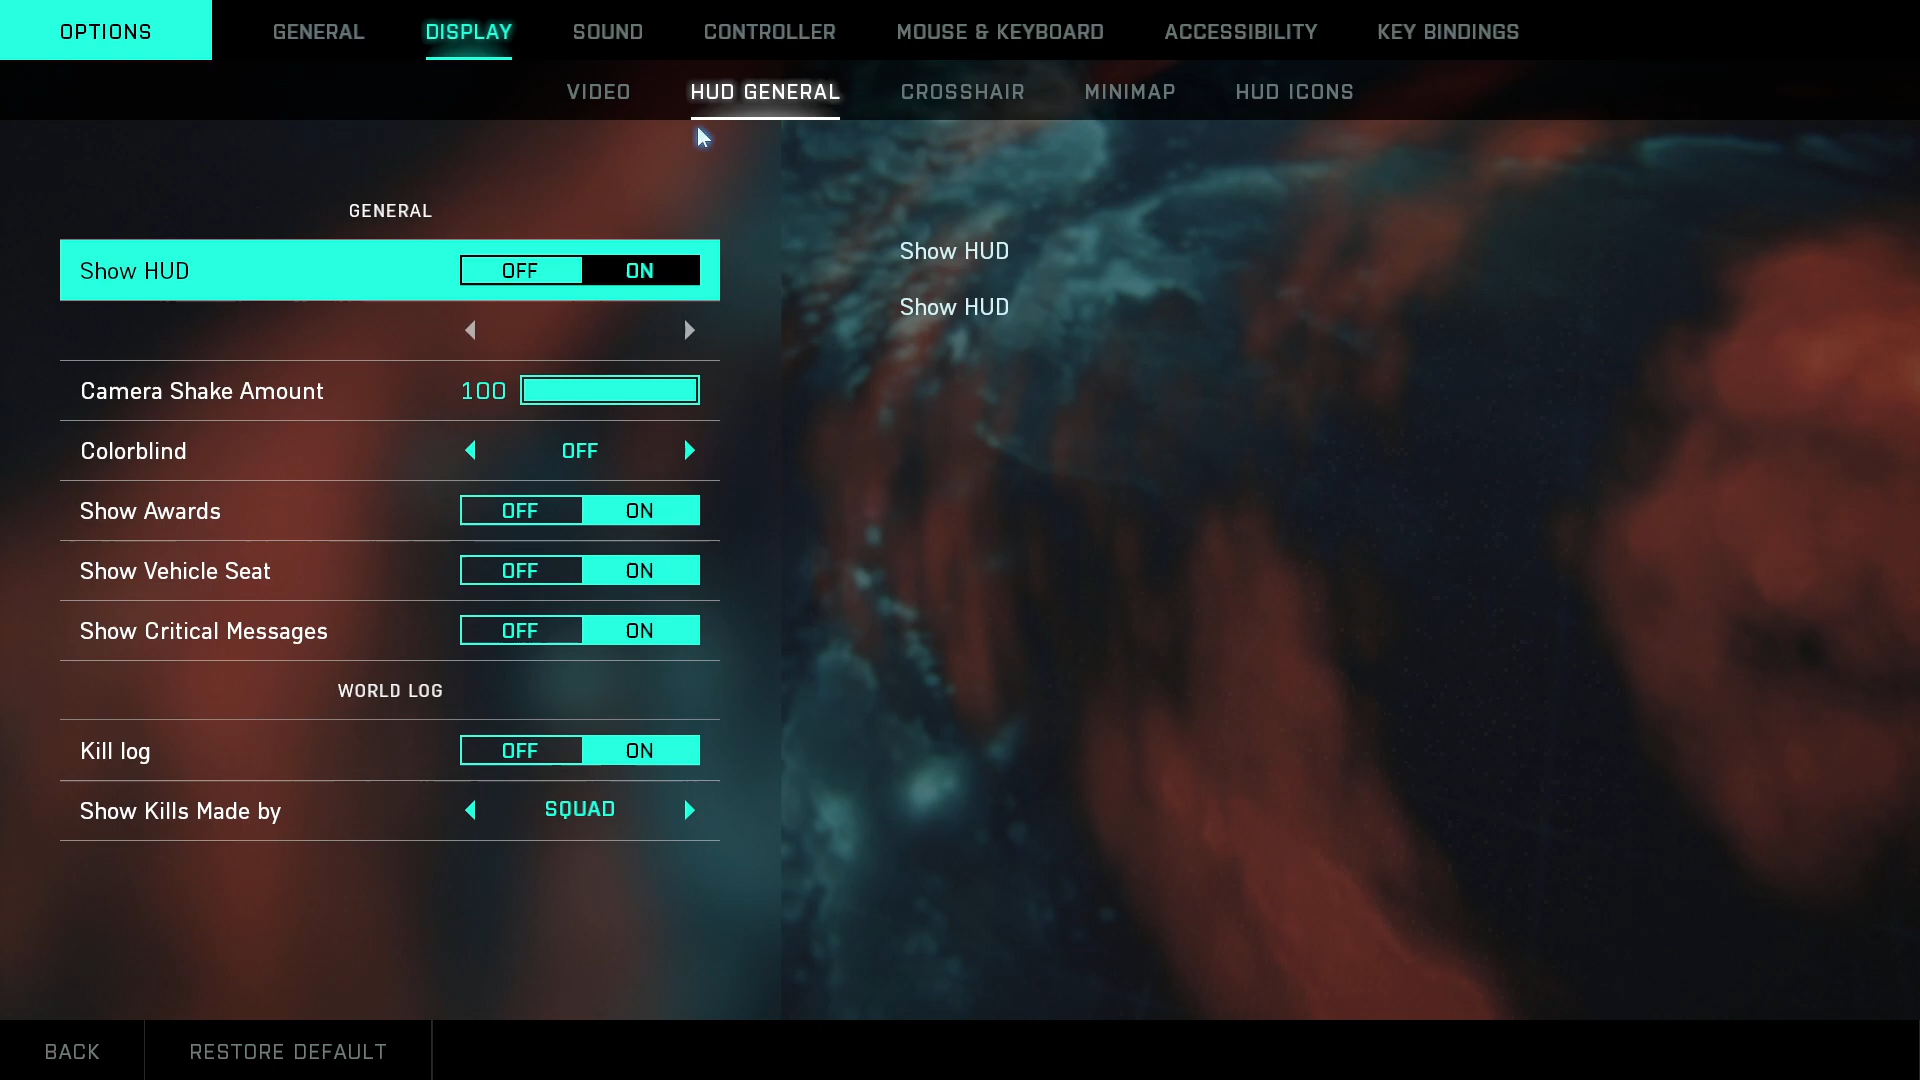 OPTIONS GENERAL DISPLAY SOUND CONTROLLER MOUSE & KEYBOARD ACCESSIBILITY KEY BINDINGS
VIDEO HUD GENERAL CROSSHAIR MINIMAP HUD ICONS
GENERAL
Show HUD OFF ON
Camera Shake Amount 100
Colorblind OFF
Show Awards OFF ON
Show Vehicle Seat OFF ON
Show Critical Messages OFF ON
WORLD LOG
Kill log OFF ON
Show Kills Made by SQUAD
Show HUD
Show HUD
BACK RESTORE DEFAULT